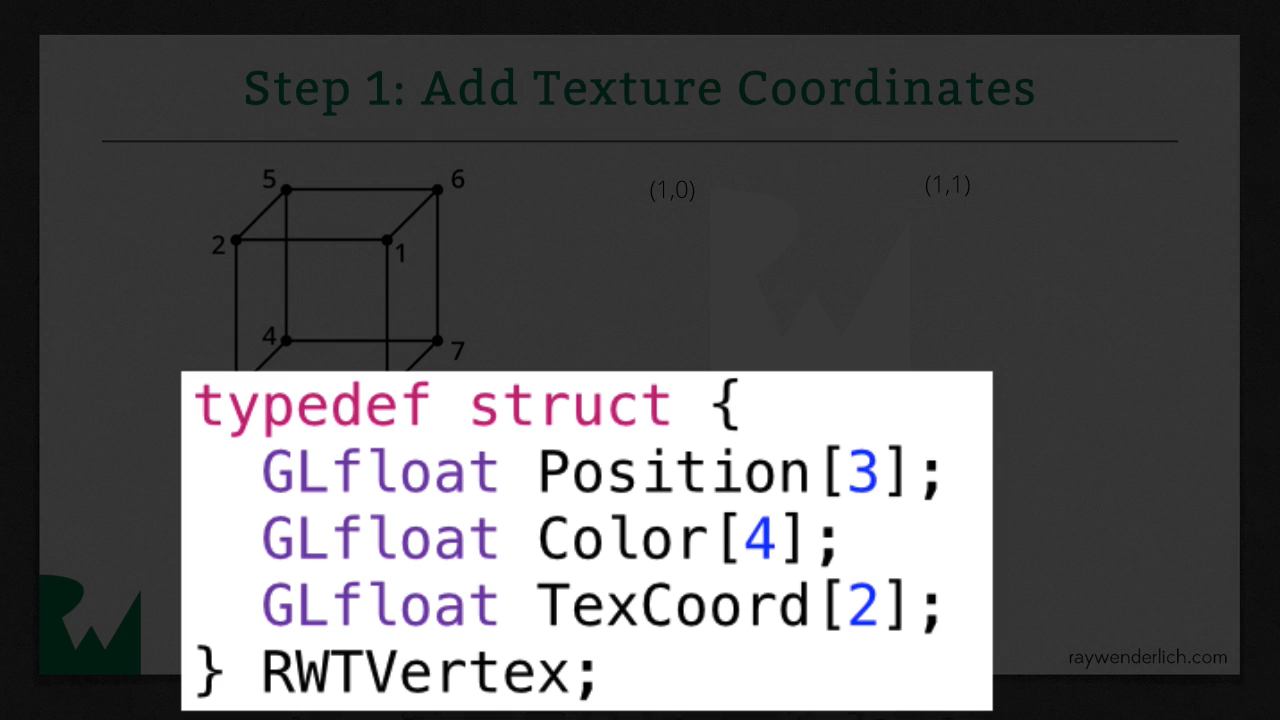 Step 1: Add Texture Coordinates
5
6
(1,0)
(1,1)
2
1
4
7
typedef struct {
  GLfloat Position[3];
  GLfloat Color[4];
  GLfloat TexCoord[2];
} RWTVertex;
raywenderlich.com